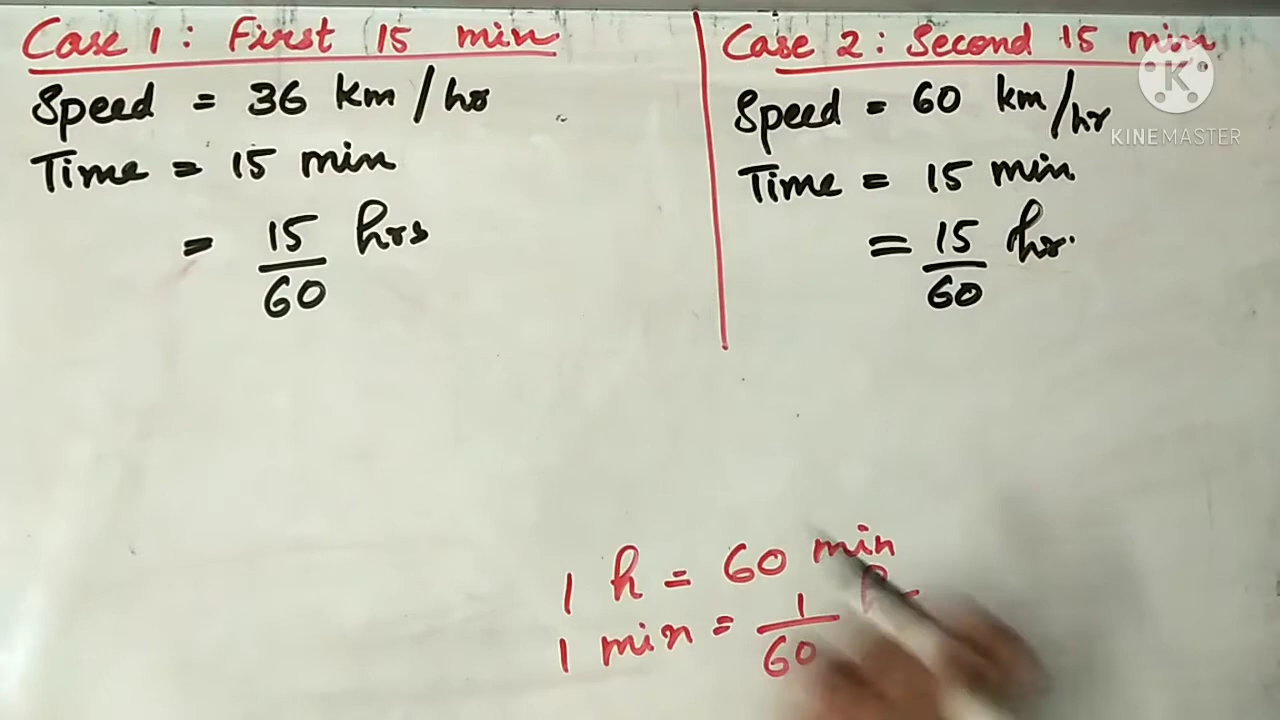 Case 1 : First 15 min
Speed = 36 km/hr
Time = 15 min
= 15/60 hrs
Case 2 : Second 15 min
Speed = 60 km/hr
Time = 15 min
= 15/60 hr.
K
KINEMASTER
1 h = 60 min
1 min = 1/60